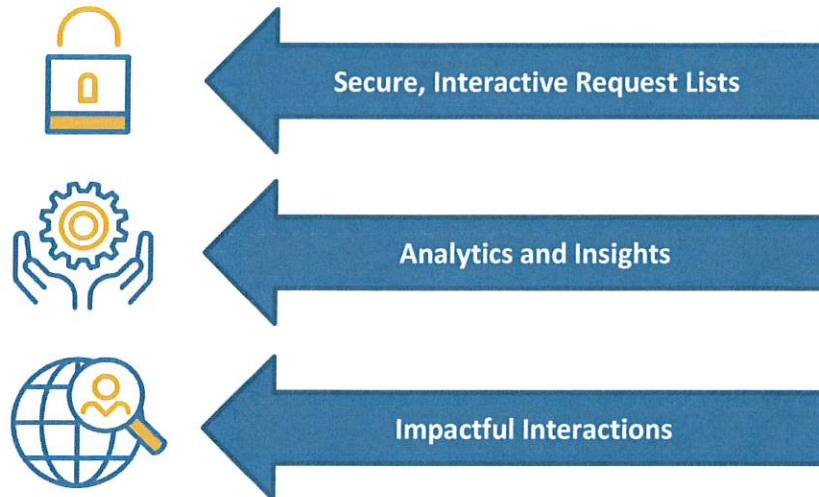 Secure, Interactive Request Lists
Analytics and Insights
Impactful Interactions